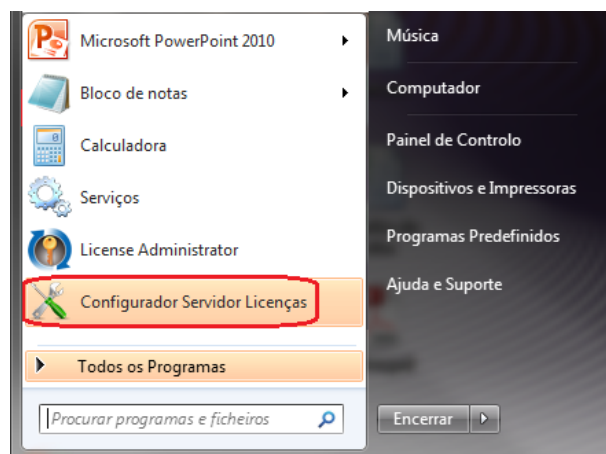 Microsoft PowerPoint 2010
Bloco de notas
Calculadora
Serviços
License Administrator
Configurador Servidor Licenças
Todos os Programas
Procurar programas e ficheiros
Música
Computador
Painel de Controlo
Dispositivos e Impressoras
Programas Predefinidos
Ajuda e Suporte
Encerrar